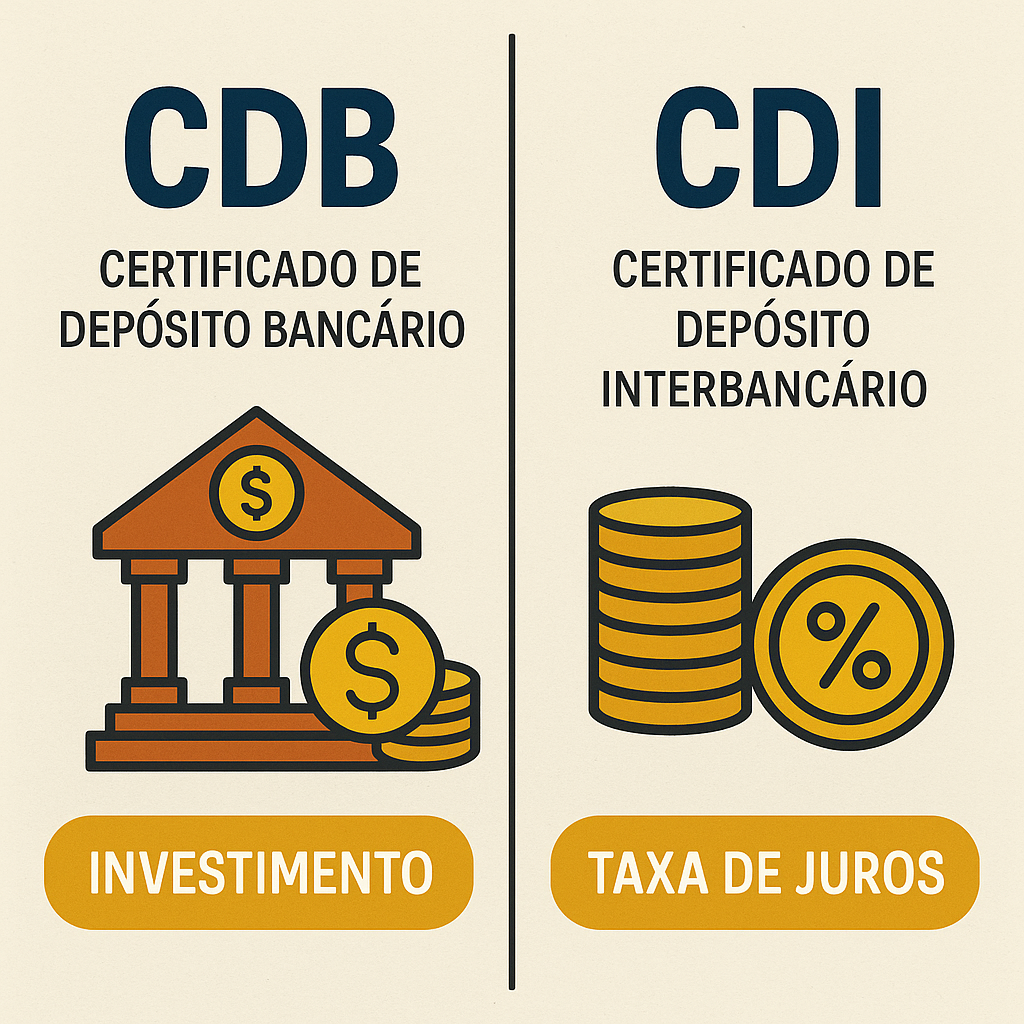 CDB
CERTIFICADO DE
DEPÓSITO BANCÁRIO
$
$
INVESTIMENTO
CDI
CERTIFICADO DE
DEPÓSITO
INTERBANCÁRIO
%
TAXA DE JUROS